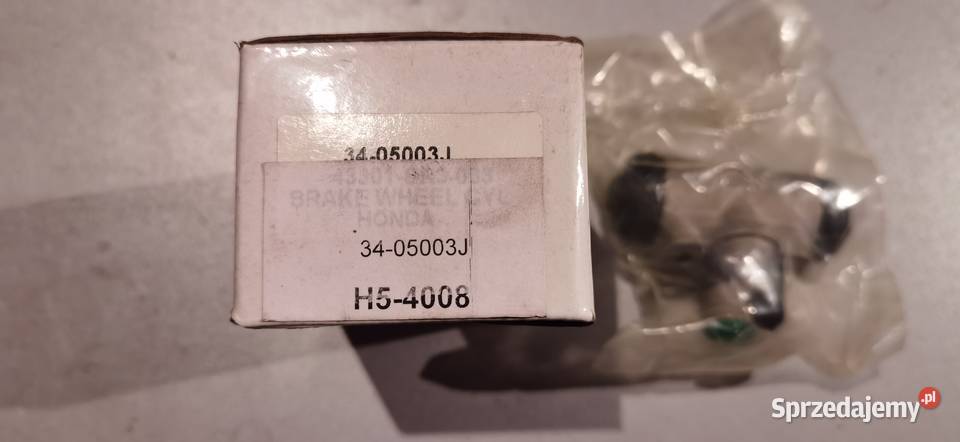 34-05003J
BRAKE WHEEL CYL
HONDA
34-05003J
H5-4008
Sprzedajemy.pl